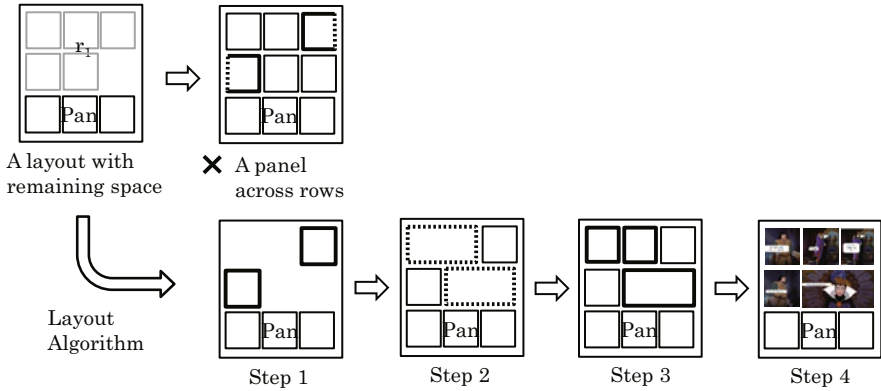 r₁
Pan
Pan
A layout with
remaining space
✕ A panel
across rows
Layout
Algorithm
Pan
Pan
Pan
Pan
Step 1
Step 2
Step 3
Step 4